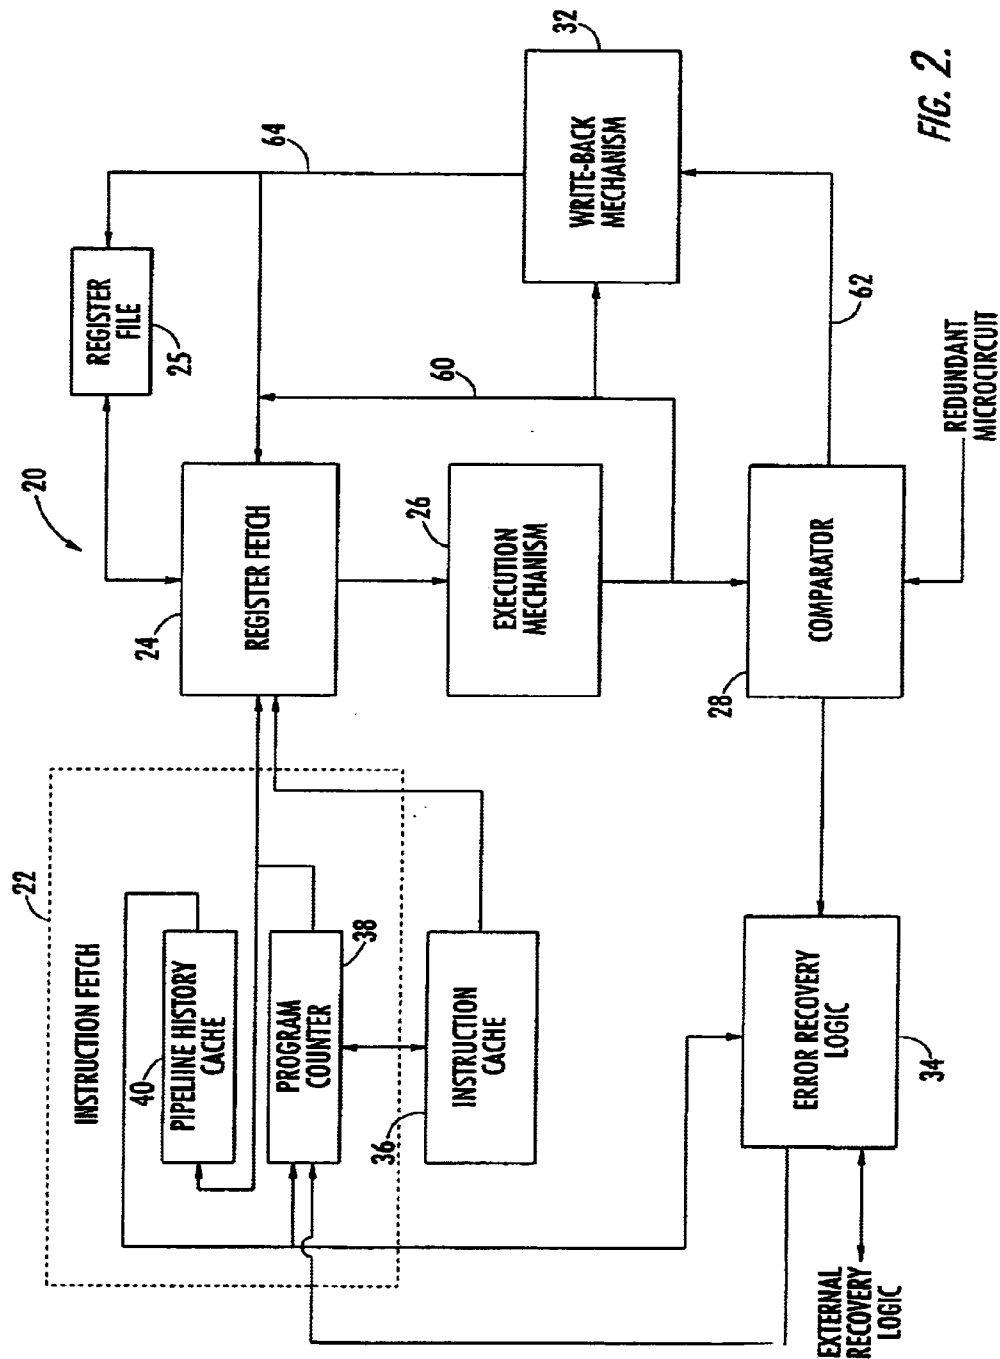 FIG. 2.
20
22
INSTRUCTION FETCH
40
PIPELINE HISTORY
CACHE
PROGRAM
COUNTER
38
36
INSTRUCTION
CACHE
24
REGISTER FETCH
REGISTER
FILE
25
26
EXECUTION
MECHANISM
60
64
32
WRITE-BACK
MECHANISM
62
28
COMPARATOR
REDUNDANT
MICROCIRCUIT
ERROR RECOVERY
LOGIC
34
EXTERNAL
RECOVERY
LOGIC